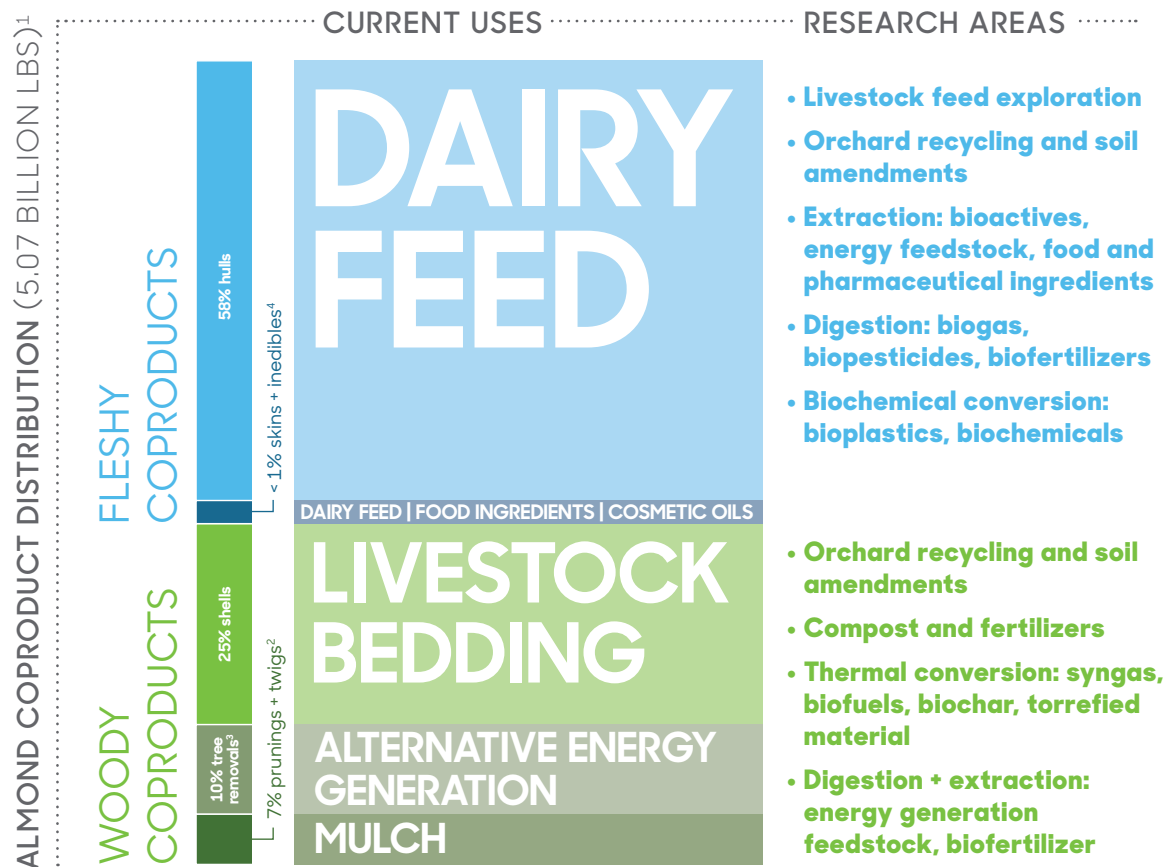 ALMOND COPRODUCT DISTRIBUTION (5.07 BILLION LBS)¹
CURRENT USES
RESEARCH AREAS
FLESHY
COPRODUCTS
58% hulls
< 1% skins + inedibles⁴
DAIRY
FEED
DAIRY FEED | FOOD INGREDIENTS | COSMETIC OILS
• Livestock feed exploration
• Orchard recycling and soil
amendments
• Extraction: bioactives,
energy feedstock, food and
pharmaceutical ingredients
• Digestion: biogas,
biopesticides, biofertilizers
• Biochemical conversion:
bioplastics, biochemicals
WOODY
COPRODUCTS
25% shells
10% tree
removals³
7% prunings + twigs²
LIVESTOCK
BEDDING
ALTERNATIVE ENERGY
GENERATION
MULCH
• Orchard recycling and soil
amendments
• Compost and fertilizers
• Thermal conversion: syngas,
biofuels, biochar, torrefied
material
• Digestion + extraction:
energy generation
feedstock, biofertilizer